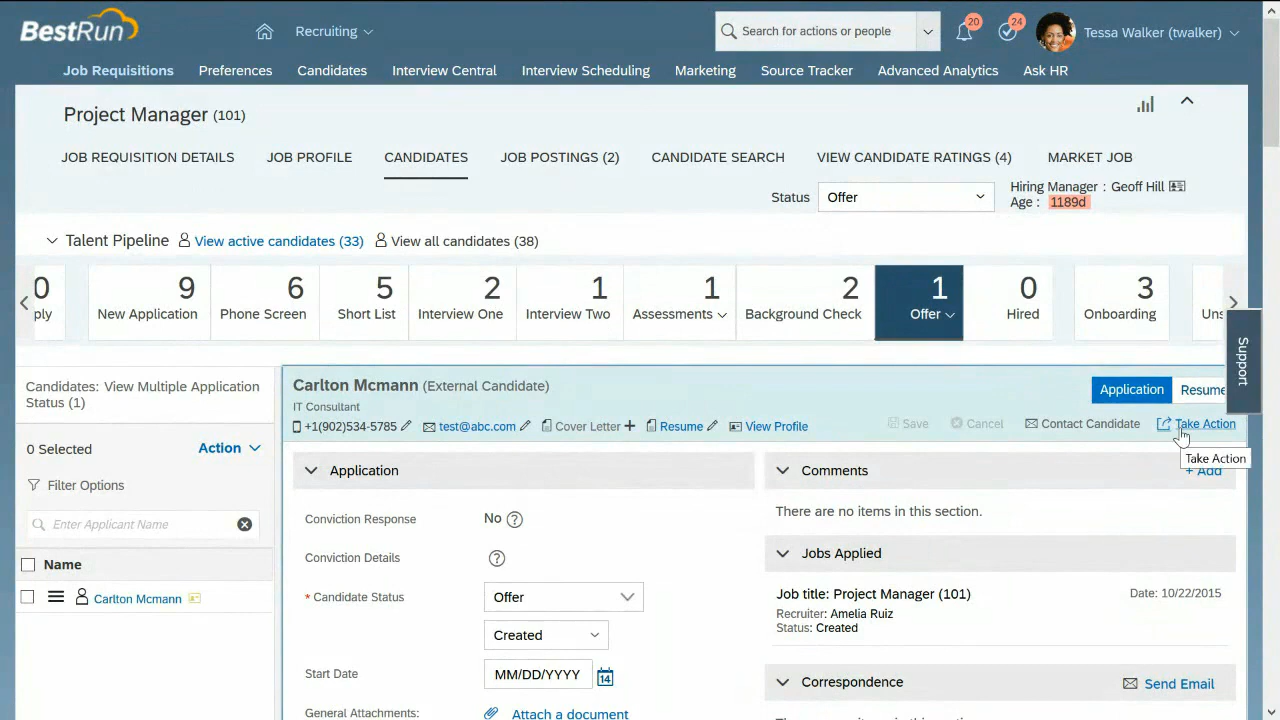 BestRun
Recruiting
Search for actions or people
20
24
Tessa Walker (twalker)
Job Requisitions
Preferences
Candidates
Interview Central
Interview Scheduling
Marketing
Source Tracker
Advanced Analytics
Ask HR
Project Manager (101)
JOB REQUISITION DETAILS
JOB PROFILE
CANDIDATES
JOB POSTINGS (2)
CANDIDATE SEARCH
VIEW CANDIDATE RATINGS (4)
MARKET JOB
Status
Offer
Hiring Manager : Geoff Hill
Age : 1189d
Talent Pipeline
View active candidates (33)
View all candidates (38)
0
ply
9
New Application
6
Phone Screen
5
Short List
2
Interview One
1
Interview Two
1
Assessments
2
Background Check
1
Offer
0
Hired
3
Onboarding
Uns
Support
Candidates: View Multiple Application
Status (1)
0 Selected
Action
Filter Options
Enter Applicant Name
Name
Carlton Mcmann
Carlton Mcmann (External Candidate)
IT Consultant
+1(902)534-5785
test@abc.com
Cover Letter
Resume
View Profile
Application
Resume
Save
Cancel
Contact Candidate
Take Action
Take Action
Application
Conviction Response
No
Conviction Details
* Candidate Status
Offer
Created
Start Date
MM/DD/YYYY
14
General Attachments:
Attach a document
Comments
+ Add
There are no items in this section.
Jobs Applied
Job title: Project Manager (101)
Date: 10/22/2015
Recruiter: Amelia Ruiz
Status: Created
Correspondence
Send Email